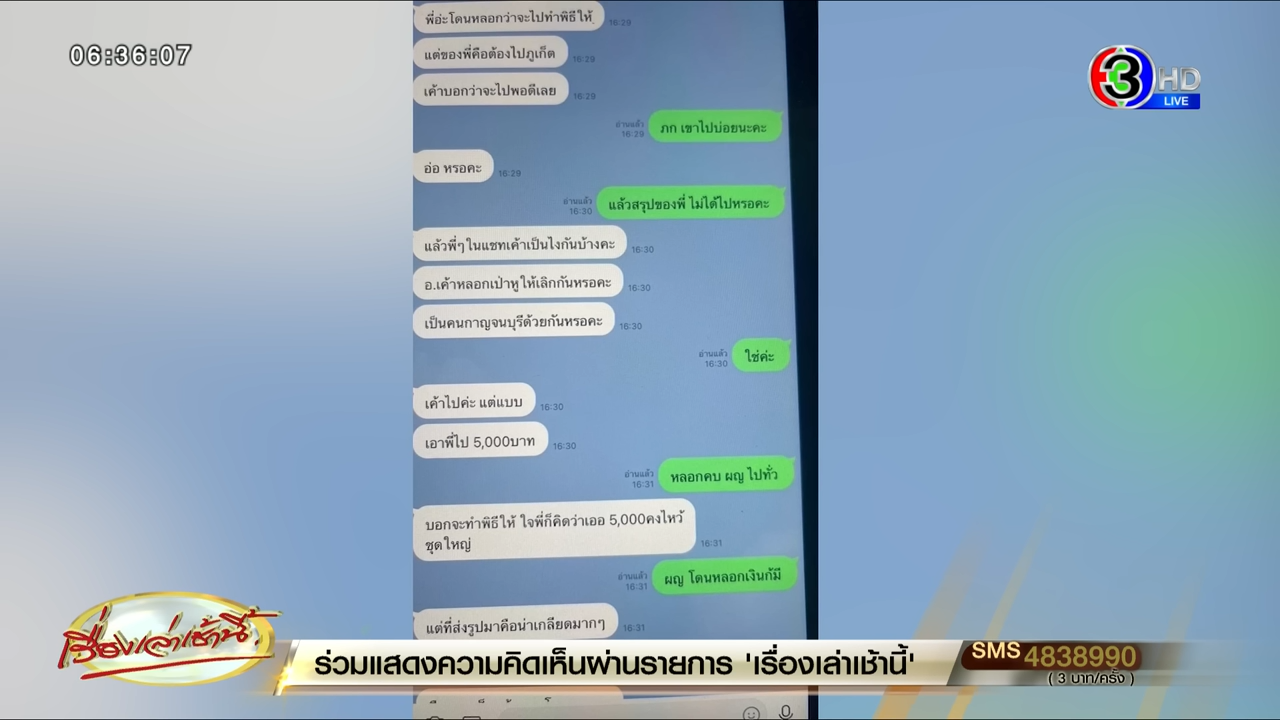 06:36:07
3 HD
LIVE
พี่อ่ะโดนหลอกว่าจะไปทำพิธีให้
16:29
แต่ของพี่คือต้องไปภูเก็ต
16:29
เค้าบอกว่าจะไปพอดีเลย
16:29
อ่านแล้ว
16:29
ภก เขาไปบ่อยนะคะ
อ่อ หรอคะ
16:29
อ่านแล้ว
16:30
แล้วสรุปของพี่ ไม่ได้ไปหรอคะ
แล้วพี่ๆ ในแชทเค้าเป็นไงกันบ้างคะ
16:30
อ.เค้าหลอกเป่าหูให้เลิกกันหรอคะ
16:30
เป็นคนกาญจนบุรีด้วยกันหรอคะ
16:30
อ่านแล้ว
16:30
ใช่ค่ะ
เค้าไปค่ะ แต่แบบ
16:30
เอาพี่ไป 5,000บาท
16:30
อ่านแล้ว
16:31
หลอกคบ ผญ ไปทั่ว
บอกจะทำพิธีให้ ใจพี่ก็คิดว่าเออ 5,000คงไหว้
ชุดใหญ่
16:31
อ่านแล้ว
16:31
ผญ โดนหลอกเงินก้มี
แต่ที่ส่งรูปมาคือน่าเกลียดมากๆ
16:31
เรื่องเล่าเช้านี้
ร่วมแสดงความคิดเห็นผ่านรายการ 'เรื่องเล่าเช้านี้'
SMS 4838990
( 3 บาท/ครั้ง )